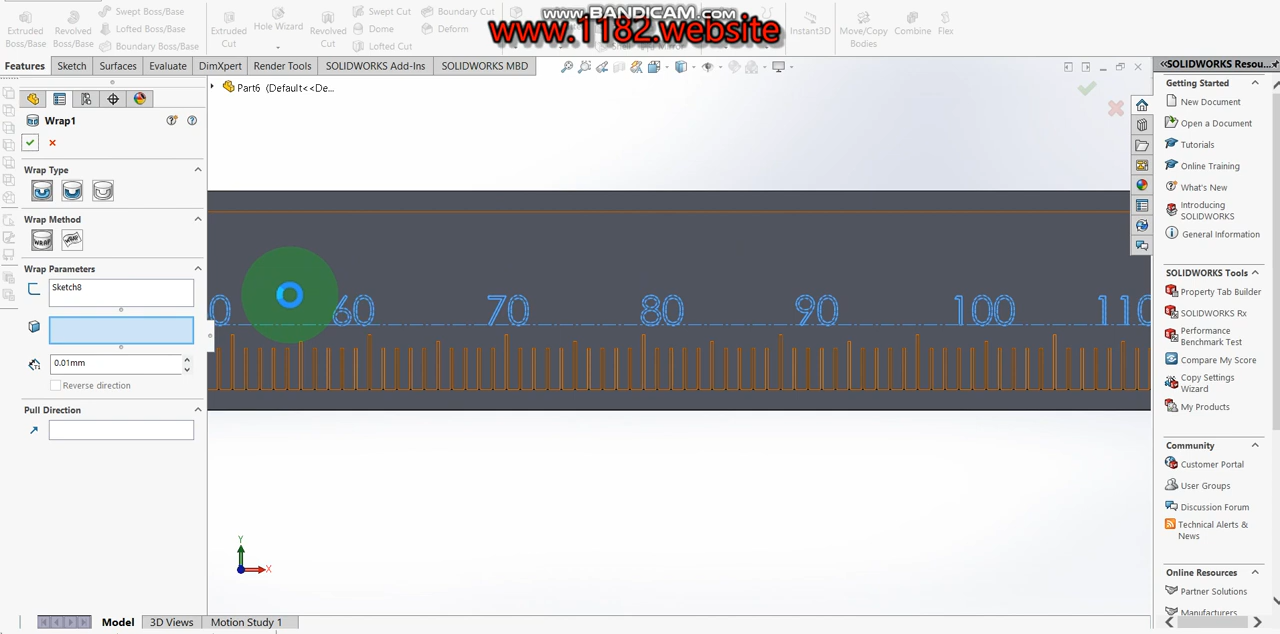 www.BANDICAM.com
www.1182.website
Extruded Boss/Base
Revolved Boss/Base
Swept Boss/Base
Lofted Boss/Base
Boundary Boss/Base
Extruded Cut
Hole Wizard
Revolved Cut
Swept Cut
Dome
Lofted Cut
Boundary Cut
Deform
Instant3D
Move/Copy Bodies
Combine
Flex
Features
Sketch
Surfaces
Evaluate
DimXpert
Render Tools
SOLIDWORKS Add-Ins
SOLIDWORKS MBD
Part6 (Default<<De...
Wrap1
Wrap Type
Wrap Method
Wrap Parameters
Sketch8
0.01mm
Reverse direction
Pull Direction
0 60 70 80 90 100 110
Y
X
Model
3D Views
Motion Study 1
SOLIDWORKS Resou...
Getting Started
New Document
Open a Document
Tutorials
Online Training
What's New
Introducing
SOLIDWORKS
General Information
SOLIDWORKS Tools
Property Tab Builder
SOLIDWORKS Rx
Performance
Benchmark Test
Compare My Score
Copy Settings
Wizard
My Products
Community
Customer Portal
User Groups
Discussion Forum
Technical Alerts &
News
Online Resources
Partner Solutions
Manufacturers